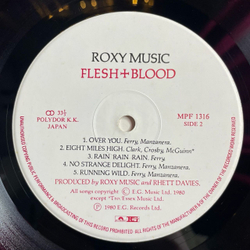 ROXY MUSIC
FLESH+BLOOD
33⅓
POLYDOR K.K.
JAPAN
MPF 1316
SIDE 2
1. OVER YOU. Ferry, Manzanera.
2. EIGHT MILES HIGH. Clark, Crosby, McGuinn*
3. RAIN RAIN RAIN. Ferry
4. NO STRANGE DELIGHT. Ferry, Manzanera.
5. RUNNING WILD. Ferry, Manzanera.
PRODUCED BY ROXY MUSIC and RHETT DAVIES.
All songs copyright © E.G. Music Ltd. 1980
except *Tro Essex Music Ltd.
℗ 1980 E.G. Records Ltd.